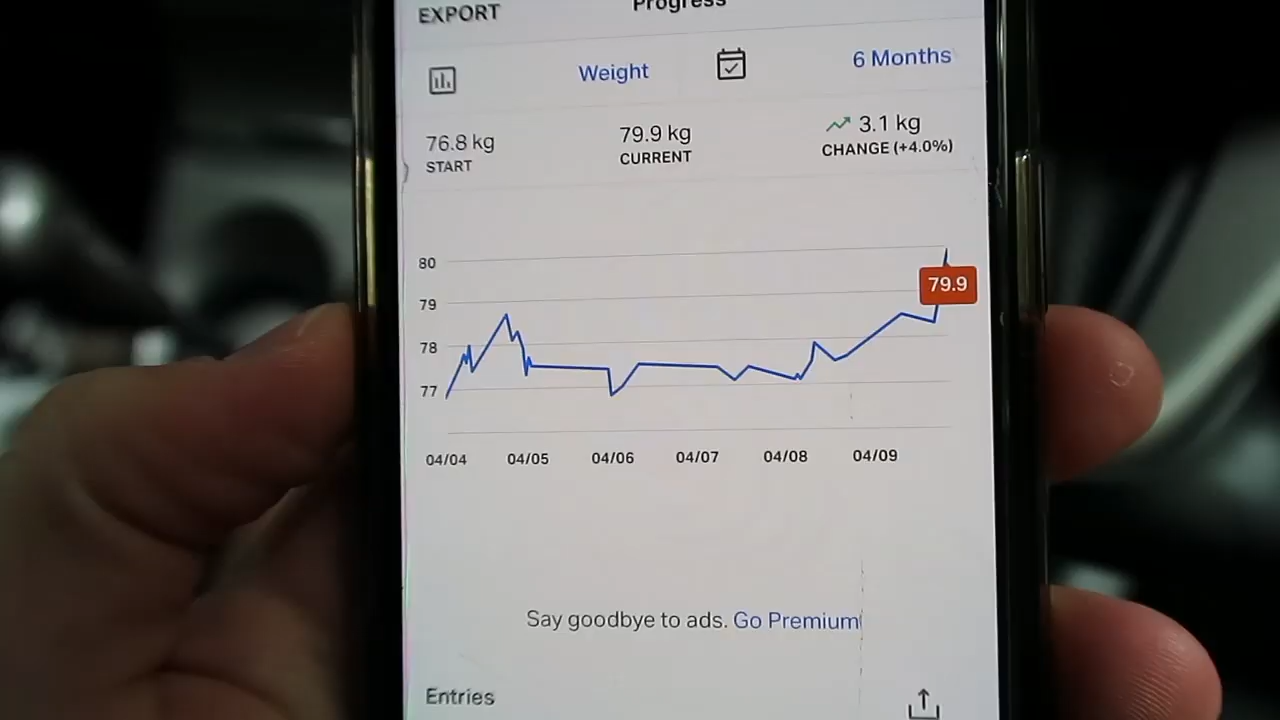 EXPORT
Progress
Weight
6 Months
76.8 kg
START
79.9 kg
CURRENT
3.1 kg
CHANGE (+4.0%)
80
79
78
77
79.9
04/04 04/05 04/06 04/07 04/08 04/09
Say goodbye to ads. Go Premium
Entries